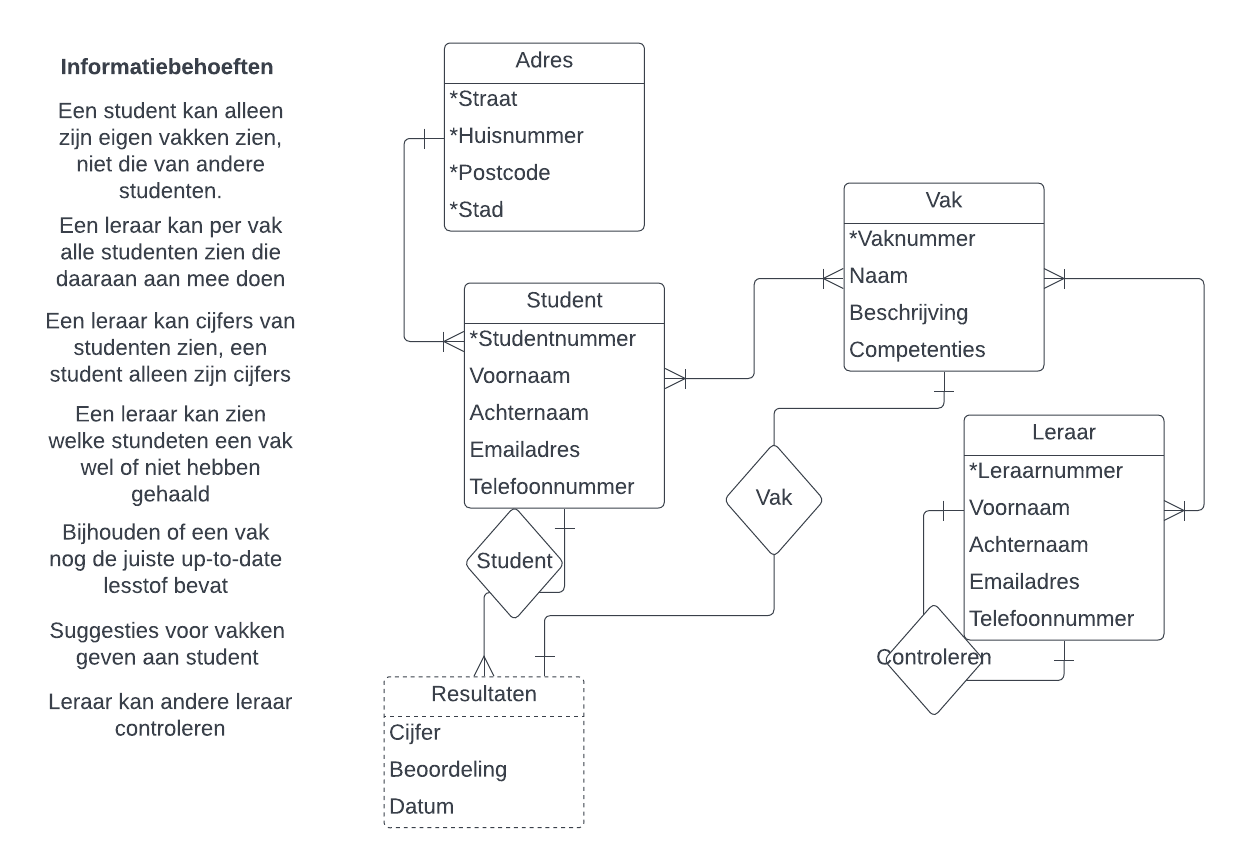 Informatiebehoeften
Een student kan alleen
zijn eigen vakken zien,
niet die van andere
studenten.
Een leraar kan per vak
alle studenten zien die
daaraan aan mee doen
Een leraar kan cijfers van
studenten zien, een
student alleen zijn cijfers
Een leraar kan zien
welke stundeten een vak
wel of niet hebben
gehaald
Bijhouden of een vak
nog de juiste up-to-date
lesstof bevat
Suggesties voor vakken
geven aan student
Leraar kan andere leraar
controleren
Adres
*Straat
*Huisnummer
*Postcode
*Stad
Student
*Studentnummer
Voornaam
Achternaam
Emailadres
Telefoonnummer
Student
Resultaten
Cijfer
Beoordeling
Datum
Vak
*Vaknummer
Naam
Beschrijving
Competenties
Vak
Leraar
*Leraarnummer
Voornaam
Achternaam
Emailadres
Telefoonnummer
Controleren